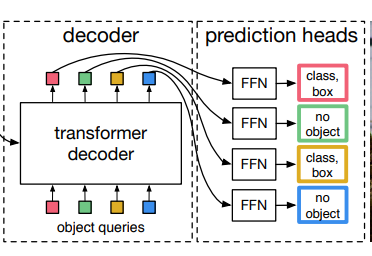 decoder
transformer
decoder
object queries
prediction heads
FFN
class,
box
FFN
no
object
FFN
class,
box
FFN
no
object